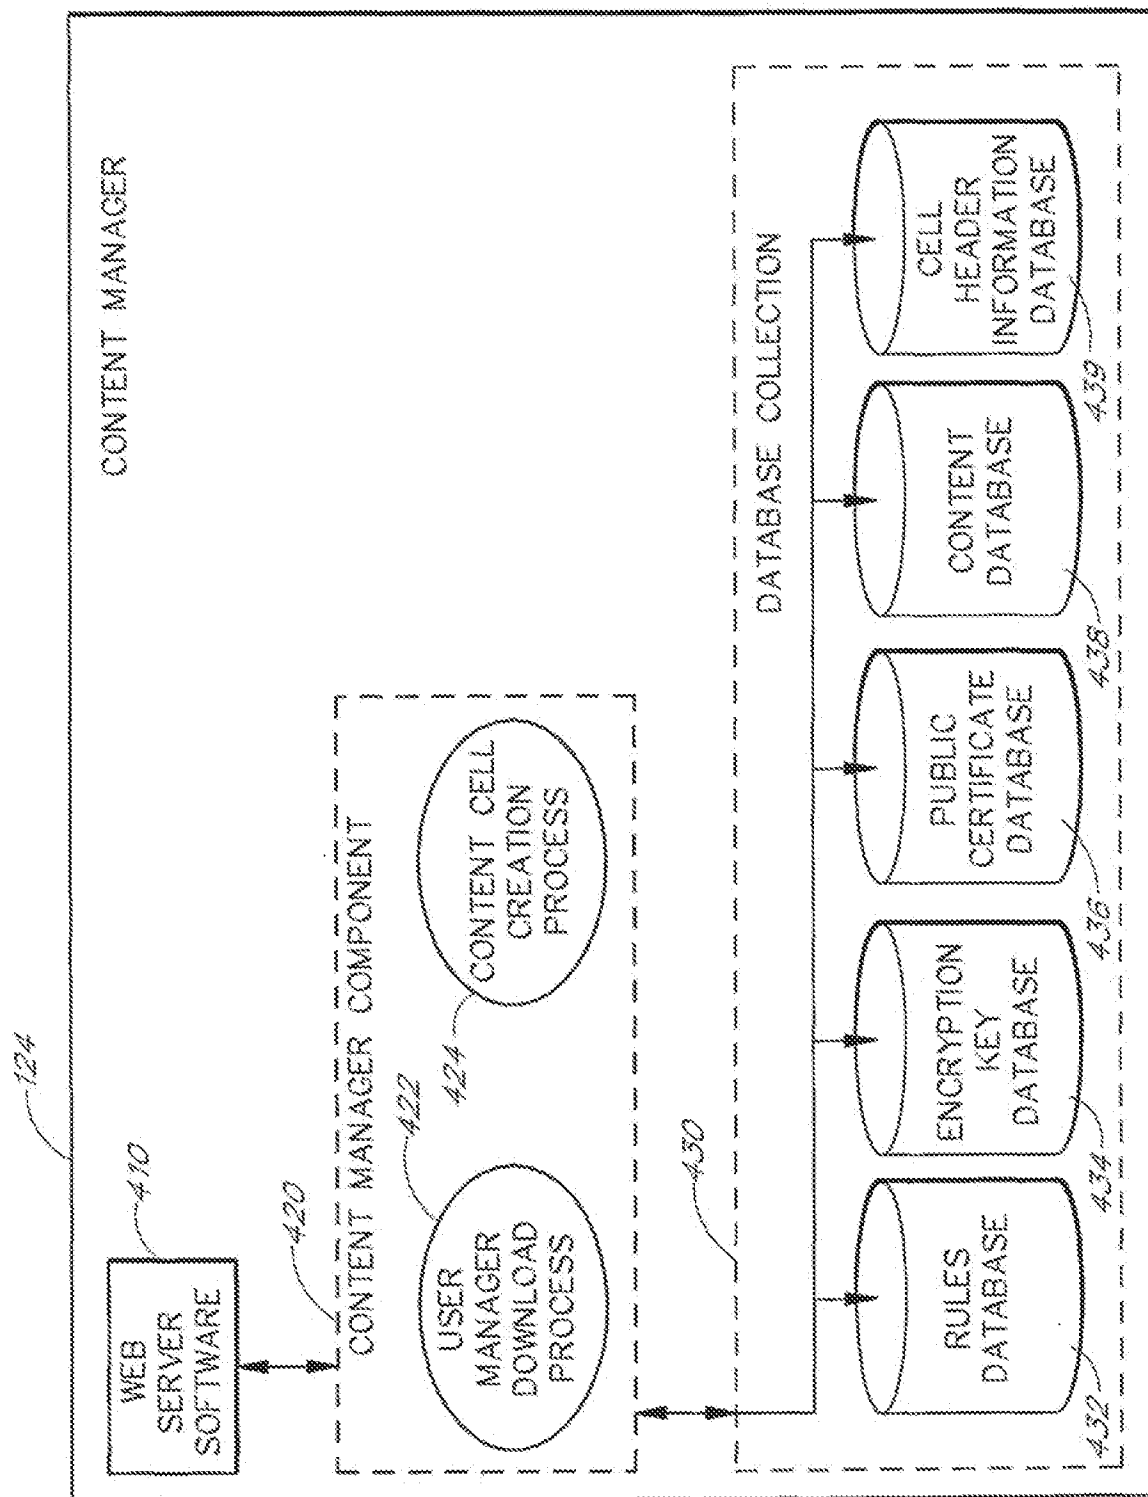 124
CONTENT MANAGER
410
WEB
SERVER
SOFTWARE
420
CONTENT MANAGER COMPONENT
422
USER
MANAGER
DOWNLOAD
PROCESS
424
CONTENT CELL
CREATION
PROCESS
430
DATABASE COLLECTION
RULES
DATABASE
432
ENCRYPTION
KEY
DATABASE
434
PUBLIC
CERTIFICATE
DATABASE
436
CONTENT
DATABASE
438
CELL
HEADER
INFORMATION
DATABASE
439